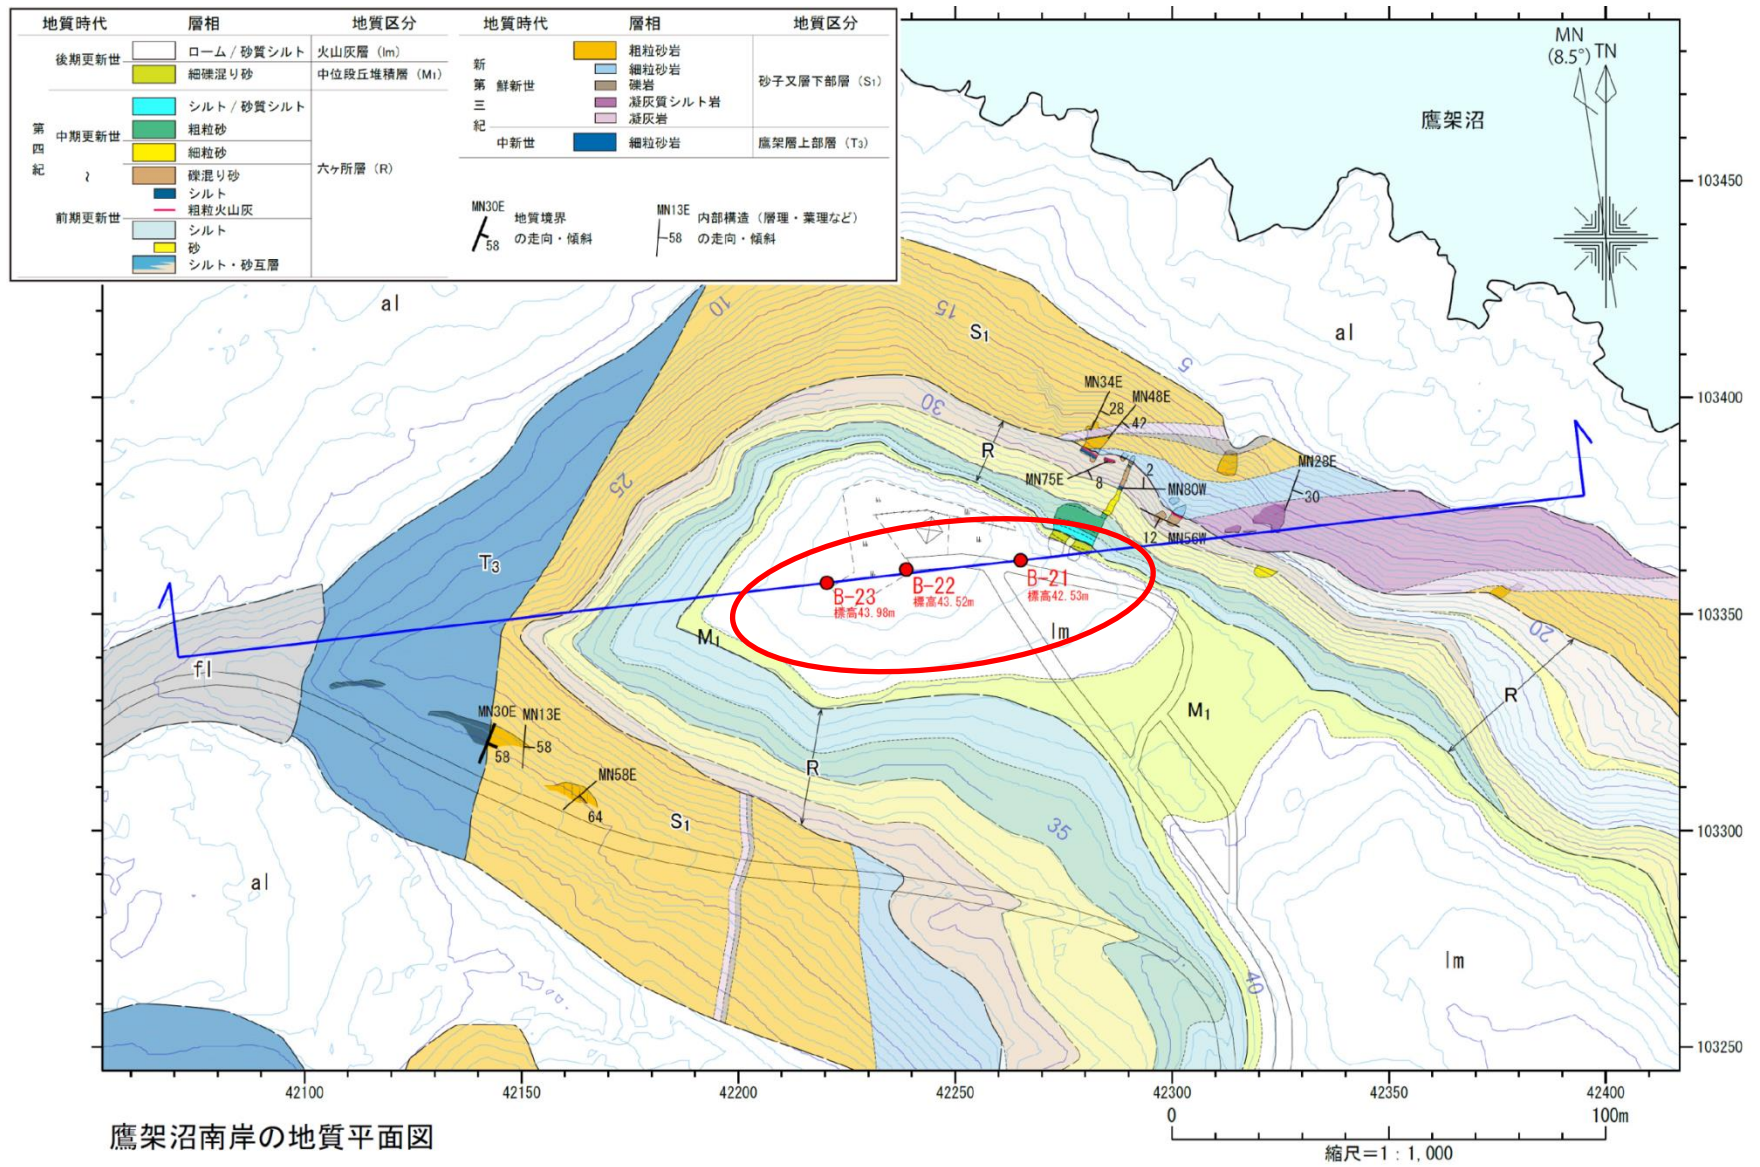 地質時代 層相 地質区分
後期更新世 ローム / 砂質シルト 火山灰層 (lm)
細礫混り砂 中位段丘堆積層 (M1)
第四紀
中期更新世
~
前期更新世
シルト / 砂質シルト
粗粒砂
細粒砂
礫混り砂
シルト
粗粒火山灰
シルト
砂
シルト・砂互層
六ヶ所層 (R)
地質時代 層相 地質区分
新第三紀
鮮新世
粗粒砂岩
細粒砂岩
礫岩
凝灰質シルト岩
凝灰岩
砂子又層下部層 (S1)
中新世 細粒砂岩 鷹架層上部層 (T3)
MN30E
58
地質境界
の走向・傾斜
MN13E
58
内部構造 (層理・葉理など)
の走向・傾斜
MN
(8.5°) TN
鷹架沼
103450
103400
103350
103300
103250
al
al
10
15
S1
5
30
MN34E
28
MN48E
42
R
25
MN75E
8
2
1
MN80W
MN28E
30
12
MN56W
T3
B-23
標高43.98m
B-22
標高43.52m
B-21
標高42.53m
lm
M1
M1
20
fl
MN30E
58
MN13E
58
R
R
MN58E
64
S1
35
al
lm
40
42100 42150 42200 42250 42300 42350 42400
0 100m
縮尺=1 : 1,000
鷹架沼南岸の地質平面図